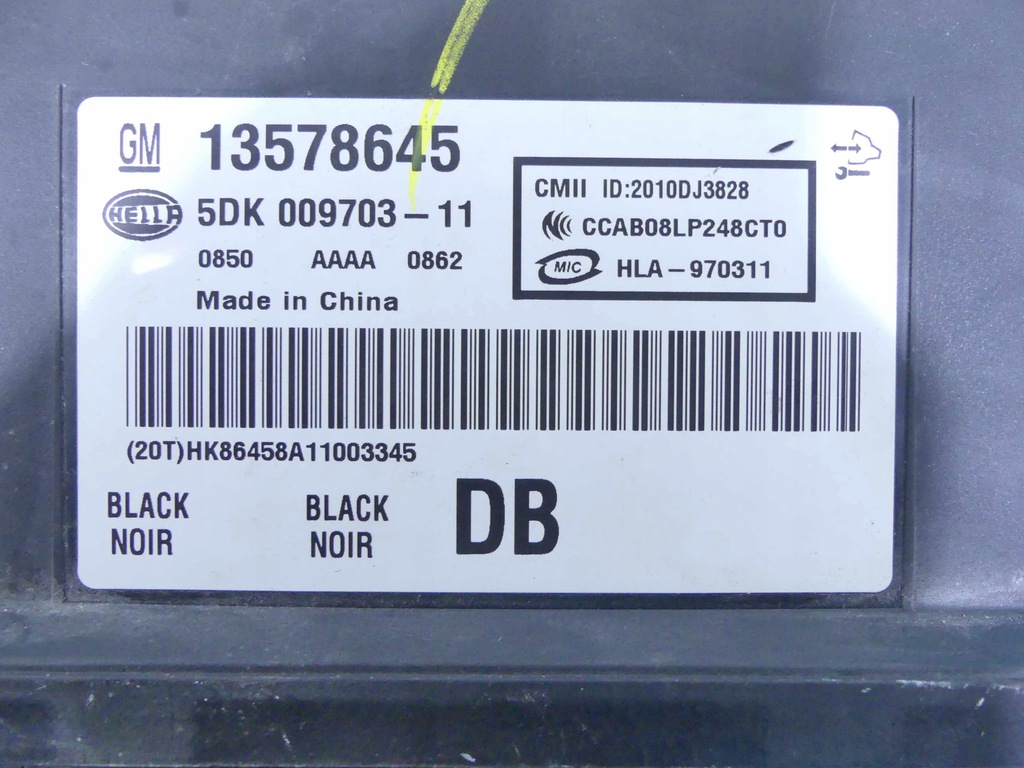 GM 13578645
HELLA 5DK 009703-11
0850 AAAA 0862
Made in China
CMII ID:2010DJ3828
CCAB08LP248CT0
MIC HLA-970311
(20T)HK86458A11003345
BLACK BLACK DB
NOIR NOIR